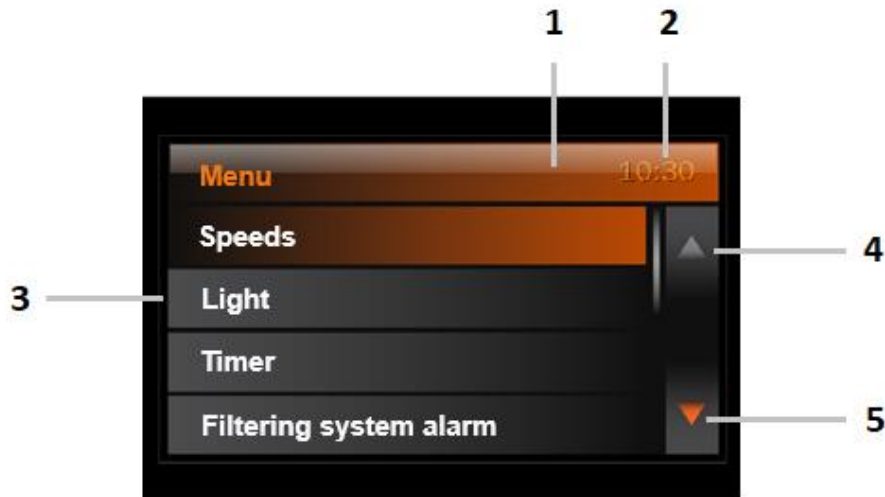 1 2
Menu 10:30
Speeds
4
3 Light
Timer
Filtering system alarm 5